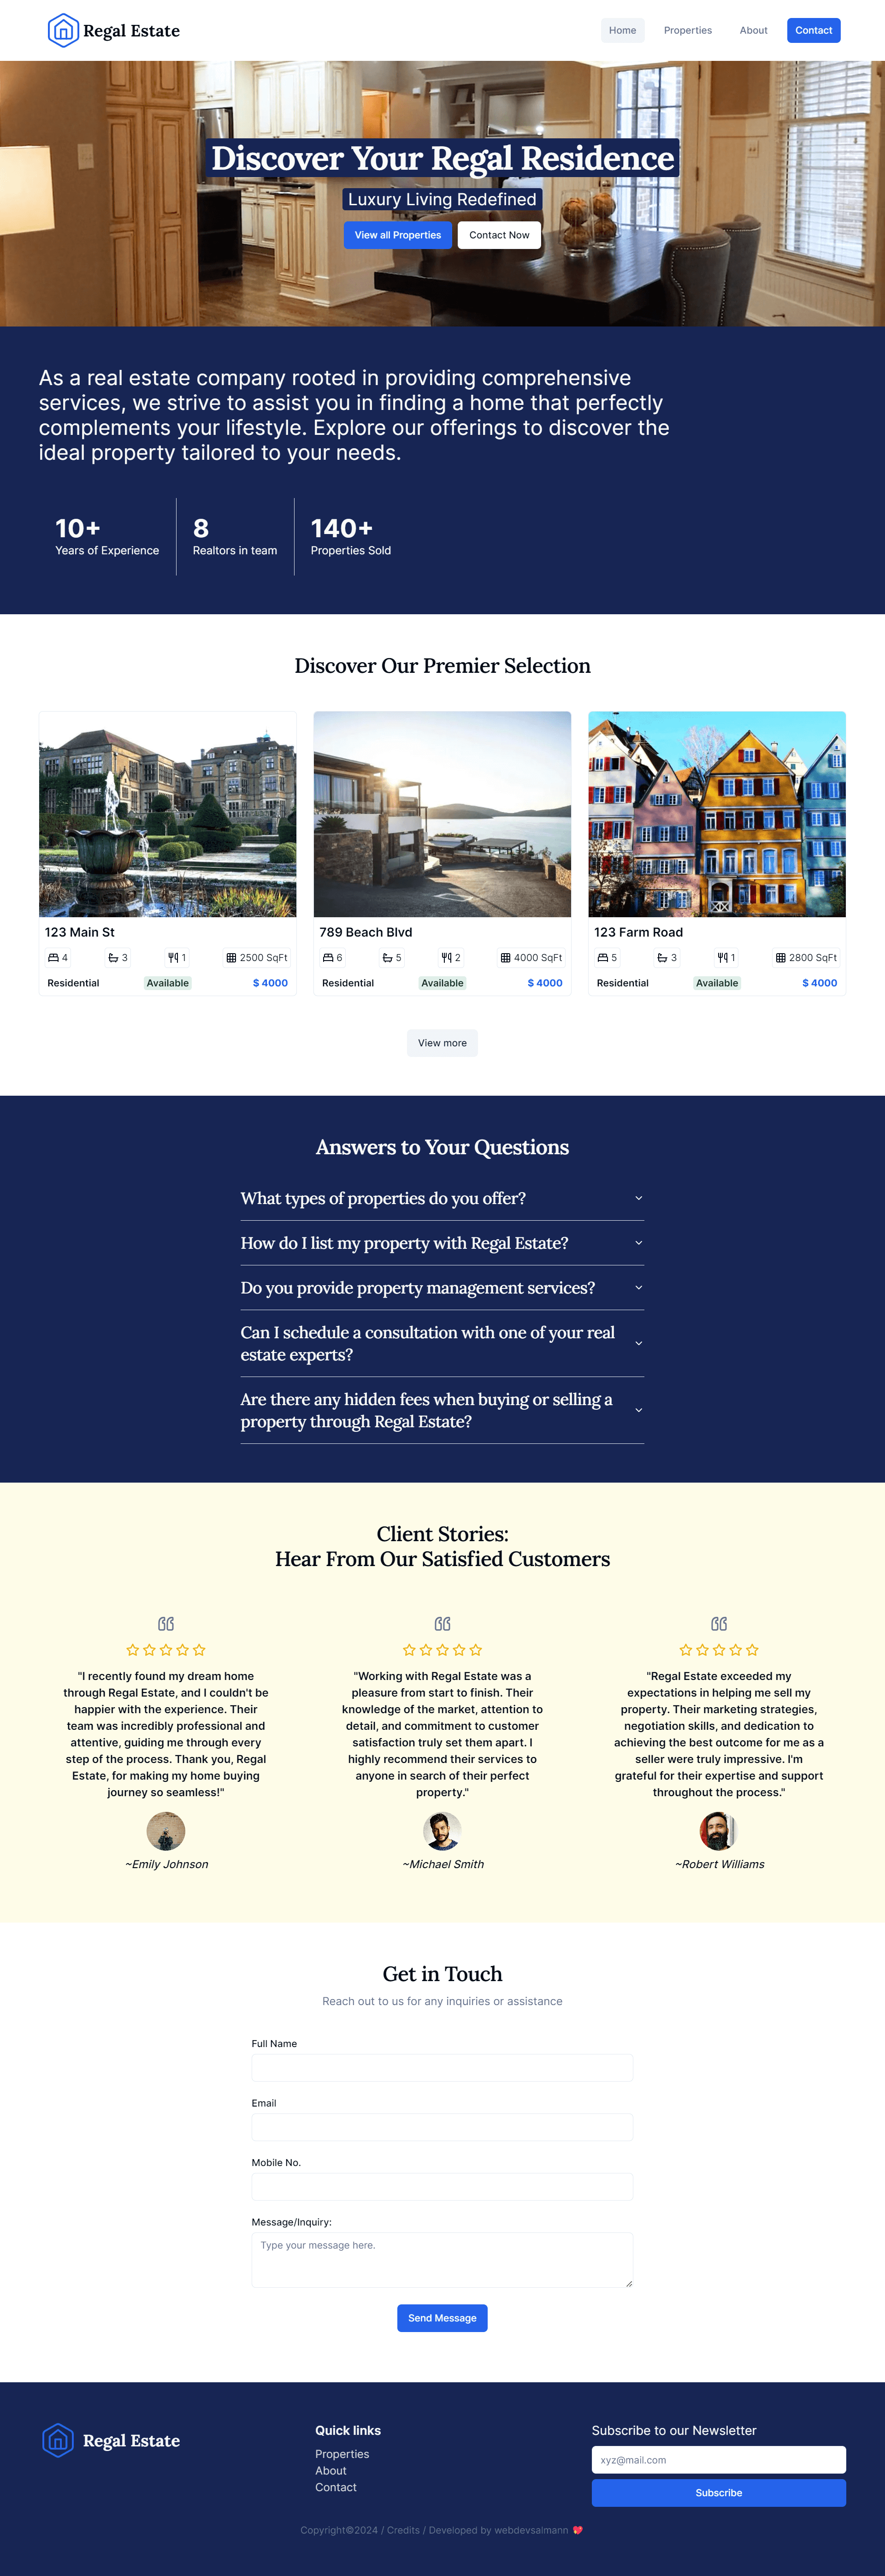 Regal Estate
Home
Properties
About
Contact
Discover Your Regal Residence
Luxury Living Redefined
View all Properties
Contact Now
As a real estate company rooted in providing comprehensive
services, we strive to assist you in finding a home that perfectly
complements your lifestyle. Explore our offerings to discover the
ideal property tailored to your needs.
10+
Years of Experience
8
Realtors in team
140+
Properties Sold
Discover Our Premier Selection
123 Main St
4
3
1
2500 SqFt
Residential
Available
$ 4000
789 Beach Blvd
6
5
2
4000 SqFt
Residential
Available
$ 4000
123 Farm Road
5
3
1
2800 SqFt
Residential
Available
$ 4000
View more
Answers to Your Questions
What types of properties do you offer?
How do I list my property with Regal Estate?
Do you provide property management services?
Can I schedule a consultation with one of your real
estate experts?
Are there any hidden fees when buying or selling a
property through Regal Estate?
Client Stories:
Hear From Our Satisfied Customers
"I recently found my dream home
through Regal Estate, and I couldn't be
happier with the experience. Their
team was incredibly professional and
attentive, guiding me through every
step of the process. Thank you, Regal
Estate, for making my home buying
journey so seamless!"
~Emily Johnson
"Working with Regal Estate was a
pleasure from start to finish. Their
knowledge of the market, attention to
detail, and commitment to customer
satisfaction truly set them apart. I
highly recommend their services to
anyone in search of their perfect
property."
~Michael Smith
"Regal Estate exceeded my
expectations in helping me sell my
property. Their marketing strategies,
negotiation skills, and dedication to
achieving the best outcome for me as a
seller were truly impressive. I'm
grateful for their expertise and support
throughout the process."
~Robert Williams
Get in Touch
Reach out to us for any inquiries or assistance
Full Name
Email
Mobile No.
Message/Inquiry:
Type your message here.
Send Message
Regal Estate
Quick links
Properties
About
Contact
Subscribe to our Newsletter
xyz@mail.com
Subscribe
Copyright©2024 / Credits / Developed by webdevsalmann 💖